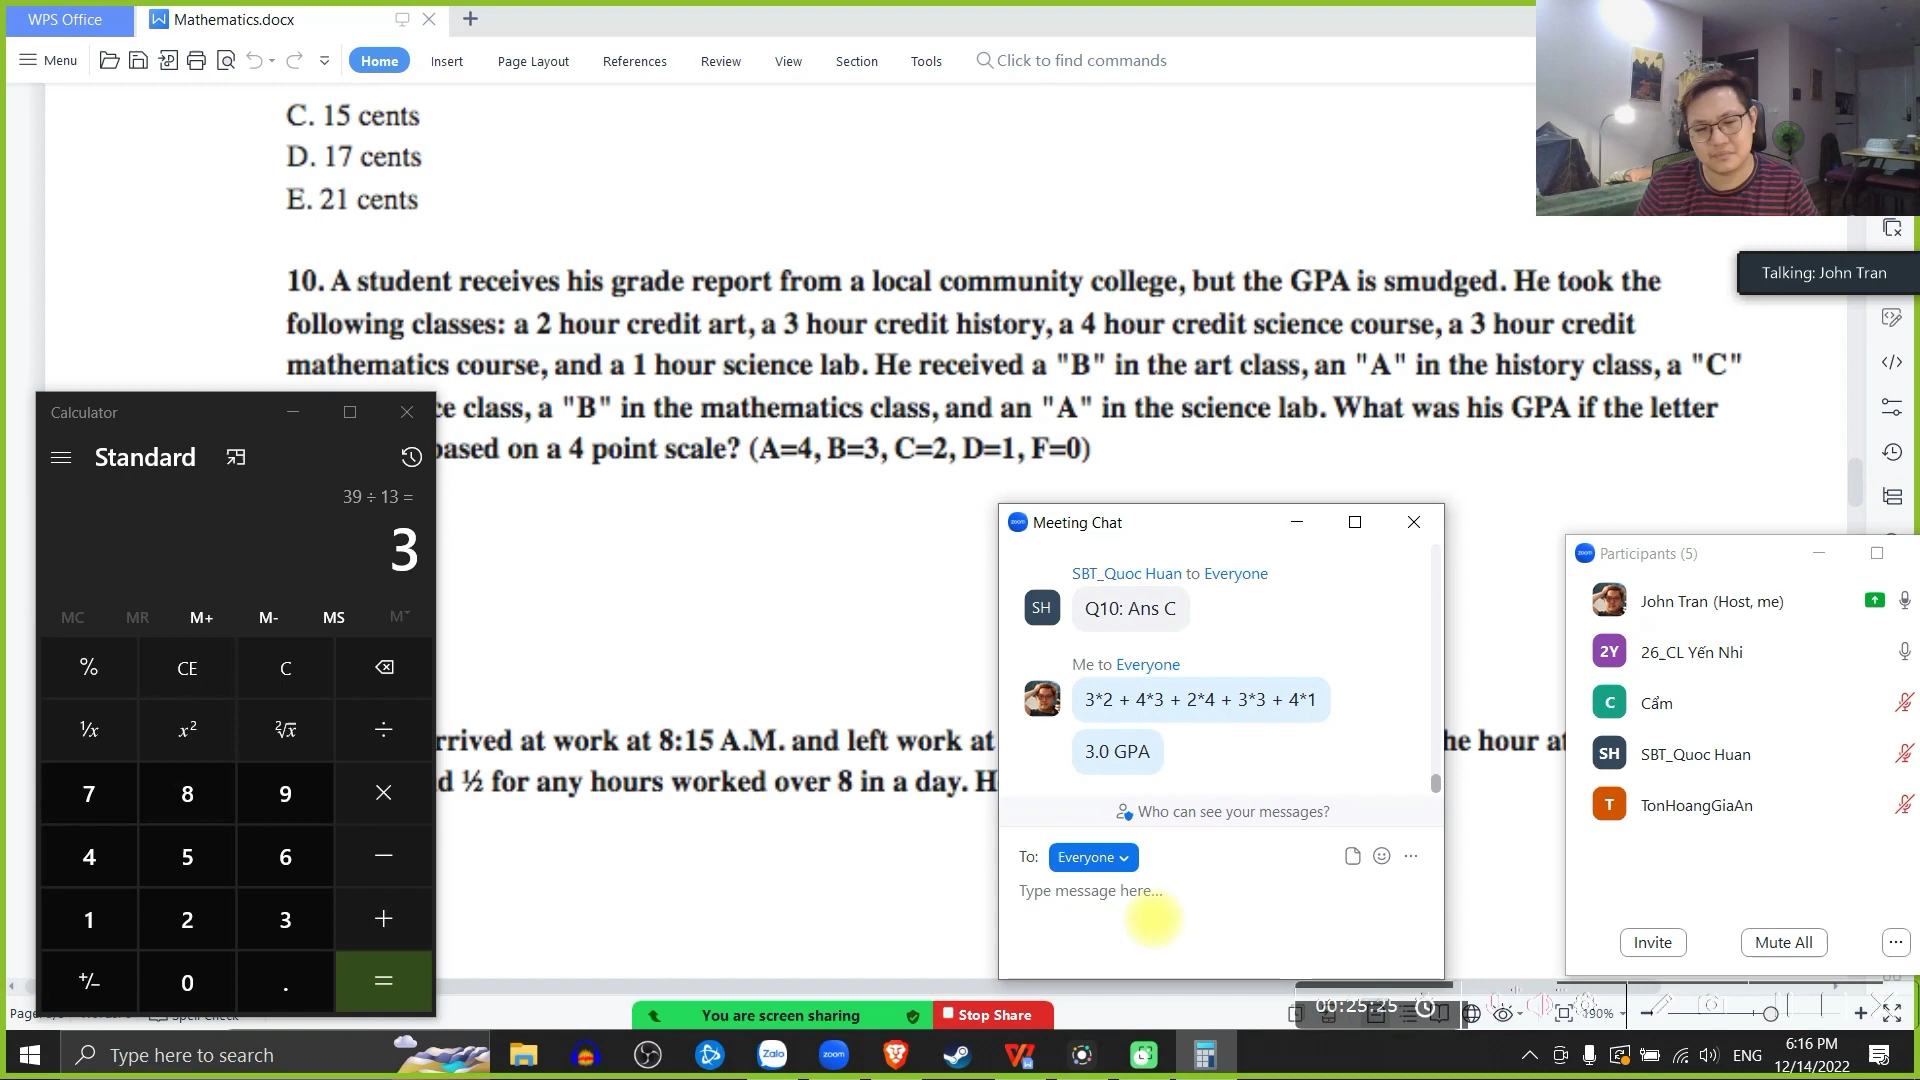 WPS Office
Mathematics.docx
Menu
Home
Insert
Page Layout
References
Review
View
Section
Tools
Click to find commands
C. 15 cents
D. 17 cents
E. 21 cents
10. A student receives his grade report from a local community college, but the GPA is smudged. He took the
following classes: a 2 hour credit art, a 3 hour credit history, a 4 hour credit science course, a 3 hour credit
mathematics course, and a 1 hour science lab. He received a "B" in the art class, an "A" in the history class, a "C"
ce class, a "B" in the mathematics class, and an "A" in the science lab. What was his GPA if the letter
based on a 4 point scale? (A=4, B=3, C=2, D=1, F=0)
rrived at work at 8:15 A.M. and left work at
he hour at
d ½ for any hours worked over 8 in a day. H
Talking: John Tran
Calculator
Standard
39 ÷ 13 =
3
MC
MR
M+
M-
MS
M˅
%
CE
C
⅟x
x²
²√x
÷
7
8
9
×
4
5
6
−
1
2
3
+
+/−
0
.
=
zoom
Meeting Chat
SBT_Quoc Huan to Everyone
SH
Q10: Ans C
Me to Everyone
3*2 + 4*3 + 2*4 + 3*3 + 4*1
3.0 GPA
Who can see your messages?
To:
Everyone
Type message here...
zoom
Participants (5)
John Tran (Host, me)
2Y
26_CL Yến Nhi
C
Cẩm
SH
SBT_Quoc Huan
T
TonHoangGiaAn
Invite
Mute All
You are screen sharing
Stop Share
00:25:25
190%
Type here to search
Zalo
zoom
ENG
6:16 PM
12/14/2022